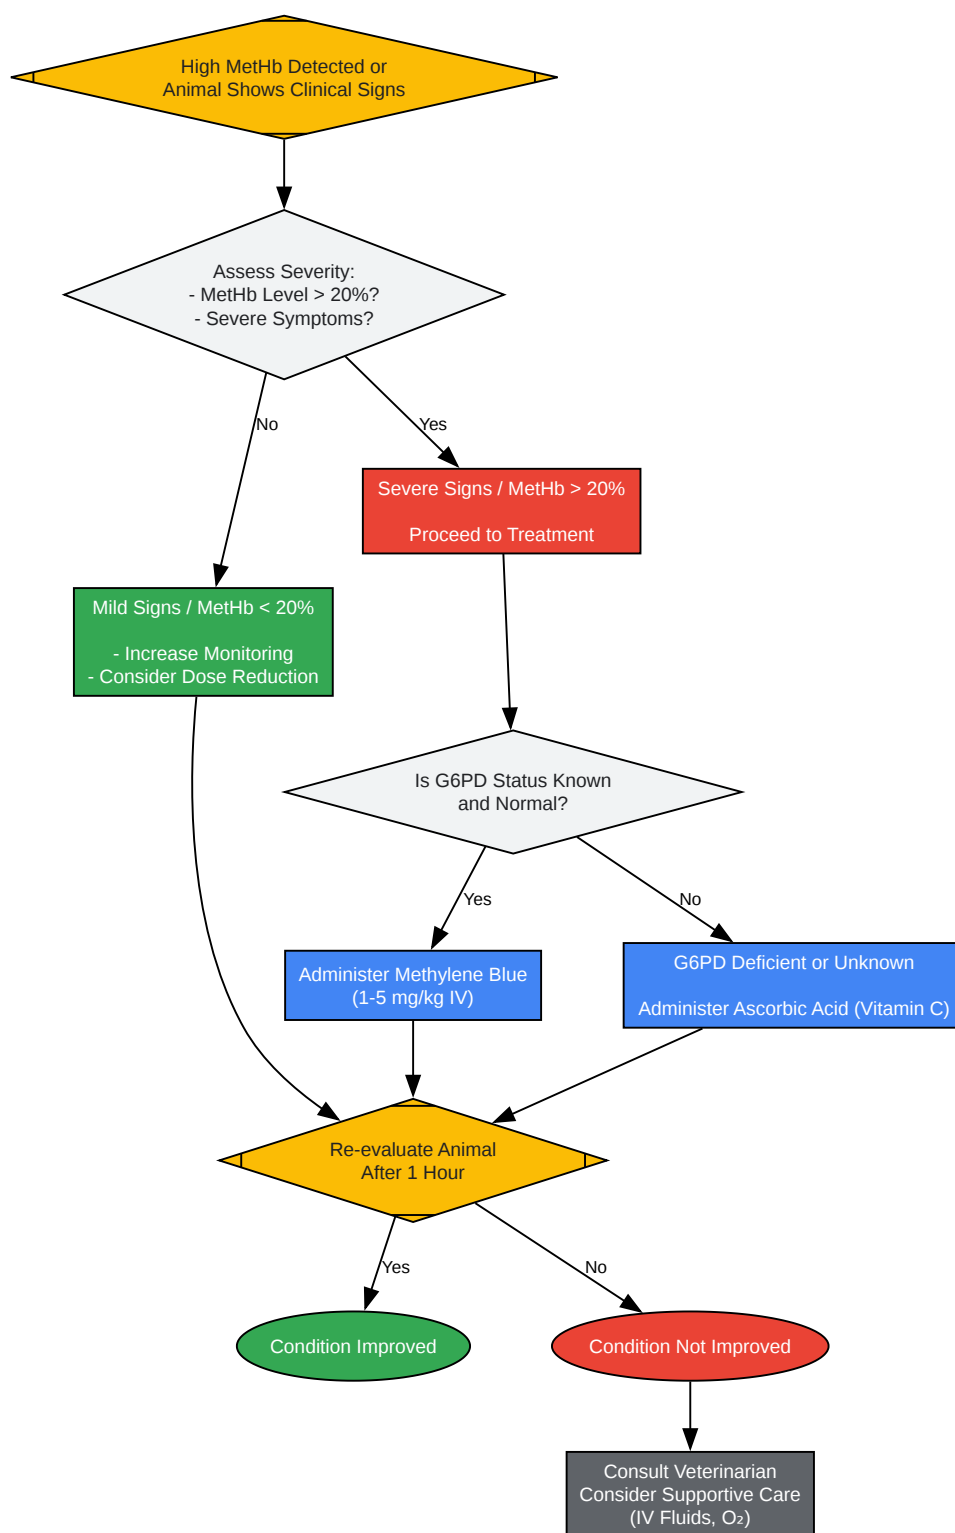 High MetHb Detected or
Animal Shows Clinical Signs
Assess Severity:
- MetHb Level > 20%?
- Severe Symptoms?
No
Yes
Severe Signs / MetHb > 20%
Proceed to Treatment
Mild Signs / MetHb < 20%
- Increase Monitoring
- Consider Dose Reduction
Is G6PD Status Known
and Normal?
Yes
No
Administer Methylene Blue
(1-5 mg/kg IV)
G6PD Deficient or Unknown
Administer Ascorbic Acid (Vitamin C)
Re-evaluate Animal
After 1 Hour
Yes
No
Condition Improved
Condition Not Improved
Consult Veterinarian
Consider Supportive Care
(IV Fluids, O₂)